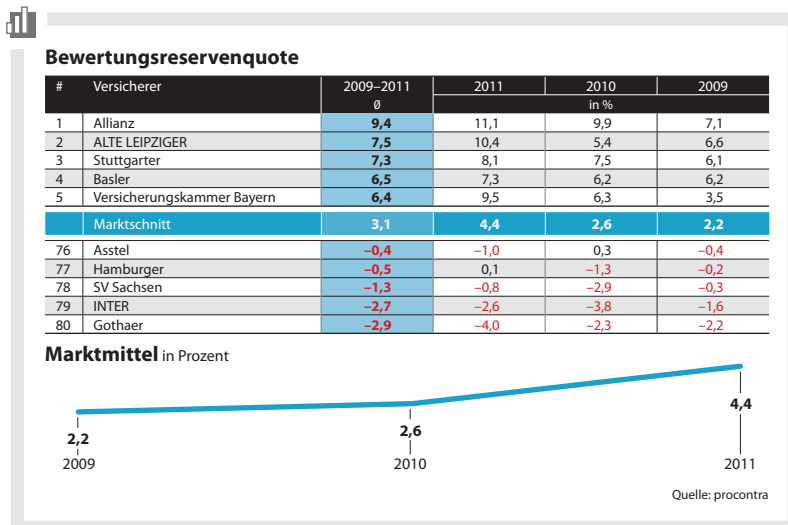 Bewertungsreservenquote
# Versicherer 2009–2011 2011 2010 2009
Ø in %
1 Allianz 9,4 11,1 9,9 7,1
2 ALTE LEIPZIGER 7,5 10,4 5,4 6,6
3 Stuttgarter 7,3 8,1 7,5 6,1
4 Basler 6,5 7,3 6,2 6,2
5 Versicherungskammer Bayern 6,4 9,5 6,3 3,5
Marktschnitt 3,1 4,4 2,6 2,2
76 Asstel –0,4 –1,0 0,3 –0,4
77 Hamburger –0,5 0,1 –1,3 –0,2
78 SV Sachsen –1,3 –0,8 –2,9 –0,3
79 INTER –2,7 –2,6 –3,8 –1,6
80 Gothaer –2,9 –4,0 –2,3 –2,2
Marktmittel in Prozent
2,2 2,6 4,4
2009 2010 2011
Quelle: procontra